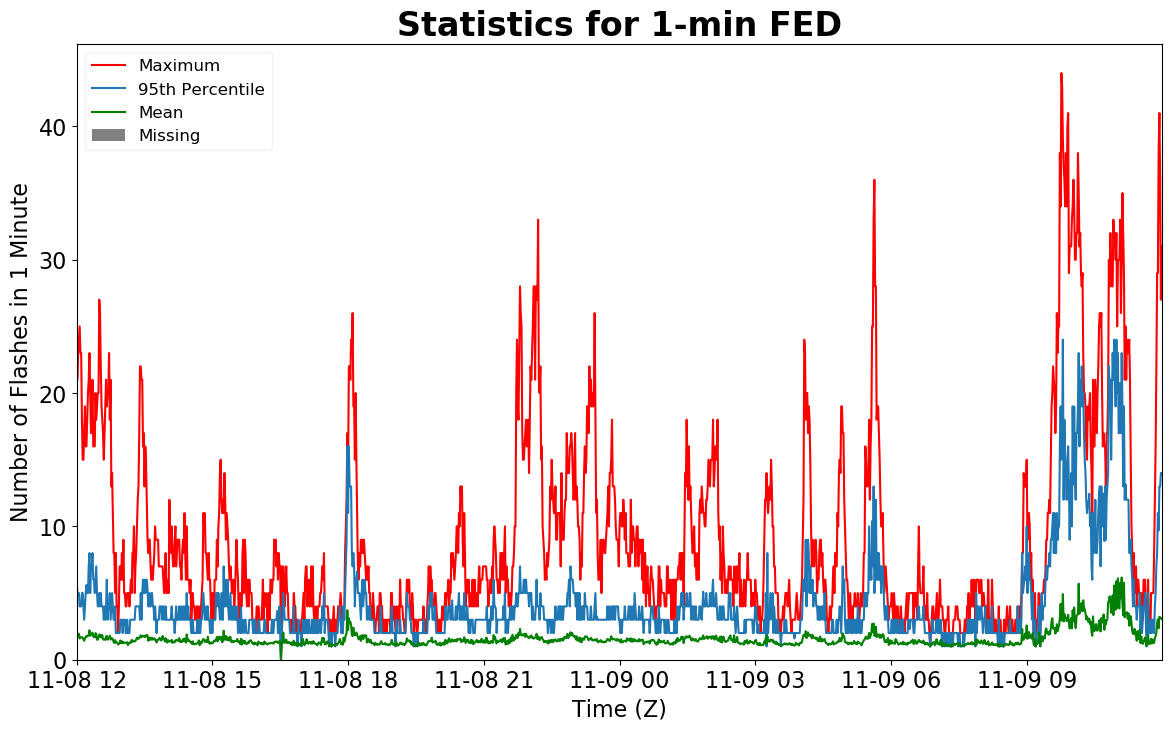 Statistics for 1-min FED
Maximum
95th Percentile
Mean
Missing
Number of Flashes in 1 Minute
40
30
20
10
0
11-08 12 11-08 15 11-08 18 11-08 21 11-09 00 11-09 03 11-09 06 11-09 09
Time (Z)